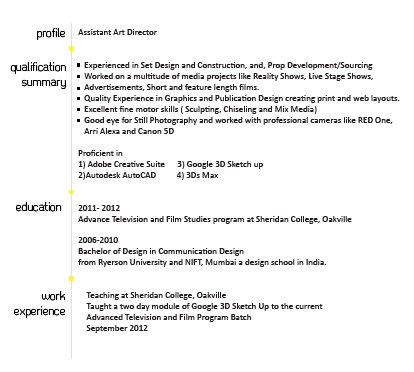 profile
Assistant Art Director
qualification
summary
▪ Experienced in Set Design and Construction, and, Prop Development/Sourcing
▪ Worked on a multitude of media projects like Reality Shows, Live Stage Shows,
▪ Advertisements, Short and feature length films.
▪ Quality Experience in Graphics and Publication Design creating print and web layouts.
▪ Excellent fine motor skills ( Sculpting, Chiseling and Mix Media)
▪ Good eye for Still Photography and worked with professional cameras like RED One,
Arri Alexa and Canon 5D
Proficient in
1) Adobe Creative Suite 3) Google 3D Sketch up
2)Autodesk AutoCAD 4) 3Ds Max
education
2011- 2012
Advance Television and Film Studies program at Sheridan College, Oakville
2006-2010
Bachelor of Design in Communication Design
from Ryerson University and NIFT, Mumbai a design school in India.
work
experience
Teaching at Sheridan College, Oakville
Taught a two day module of Google 3D Sketch Up to the current
Advanced Television and Film Program Batch
September 2012